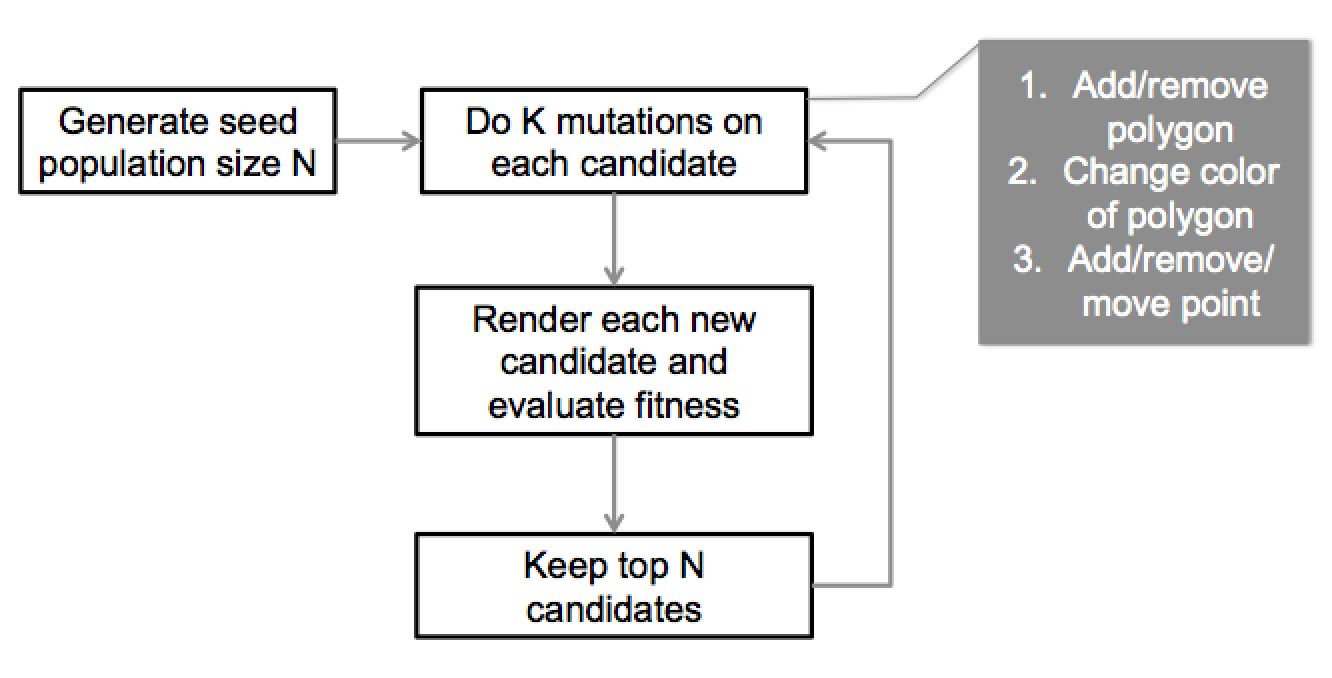 Generate seed
population size N
Do K mutations on
each candidate
1. Add/remove
polygon
2. Change color
of polygon
3. Add/remove/
move point
Render each new
candidate and
evaluate fitness
Keep top N
candidates